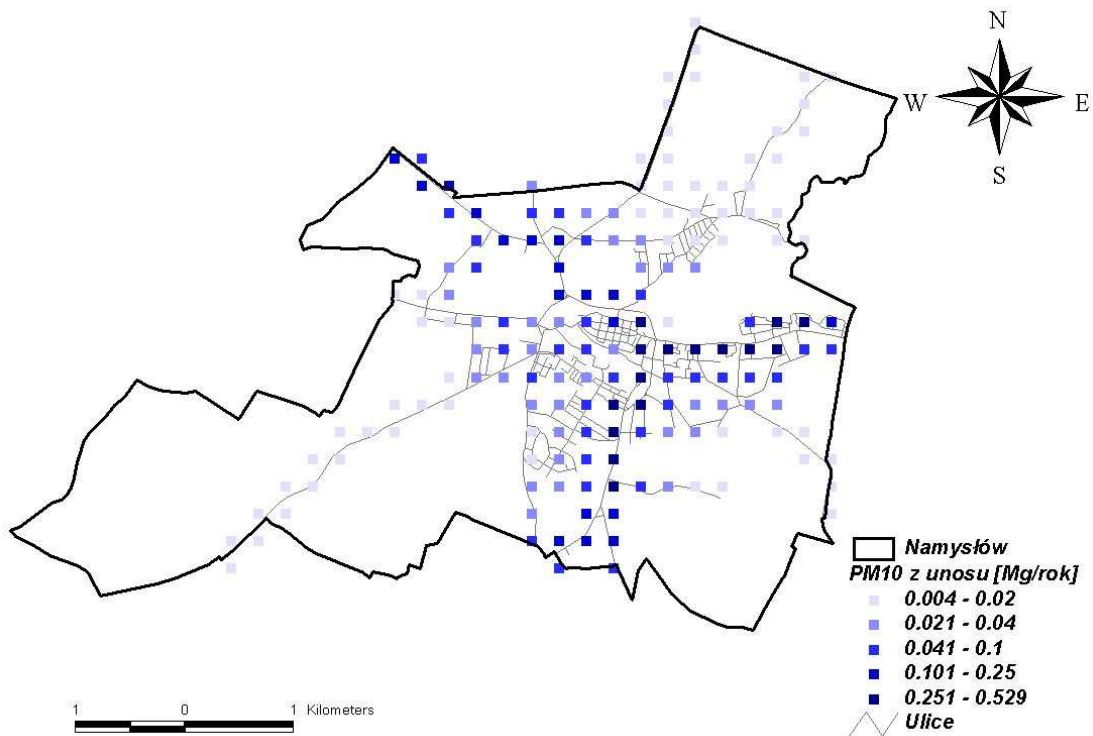 N
W E
S
Namysłów
PM10 z unosu [Mg/rok]
0.004 - 0.02
0.021 - 0.04
0.041 - 0.1
0.101 - 0.25
0.251 - 0.529
Ulice
1 0 1 Kilometers